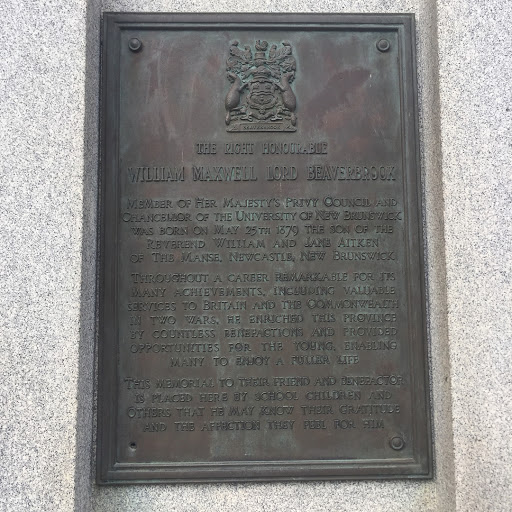 THE RIGHT HONOURABLE
WILLIAM MAXWELL LORD BEAVERBROOK
MEMBER OF HER MAJESTY'S PRIVY COUNCIL AND
CHANCELLOR OF THE UNIVERSITY OF NEW BRUNSWICK
WAS BORN ON MAY 25TH 1879 THE SON OF THE
REVEREND WILLIAM AND JANE AITKEN
OF THE MANSE, NEWCASTLE, NEW BRUNSWICK.
THROUGHOUT A CAREER REMARKABLE FOR ITS
MANY ACHIEVEMENTS, INCLUDING VALUABLE
SERVICES TO BRITAIN AND THE COMMONWEALTH
IN TWO WARS, HE ENRICHED THIS PROVINCE
BY COUNTLESS BENEFACTIONS AND PROVIDED
OPPORTUNITIES FOR THE YOUNG, ENABLING
MANY TO ENJOY A FULLER LIFE
THIS MEMORIAL TO THEIR FRIEND AND BENEFACTOR
IS PLACED HERE BY SCHOOL CHILDREN AND
OTHERS THAT HE MAY KNOW THEIR GRATITUDE
AND THE AFFECTION THEY FEEL FOR HIM